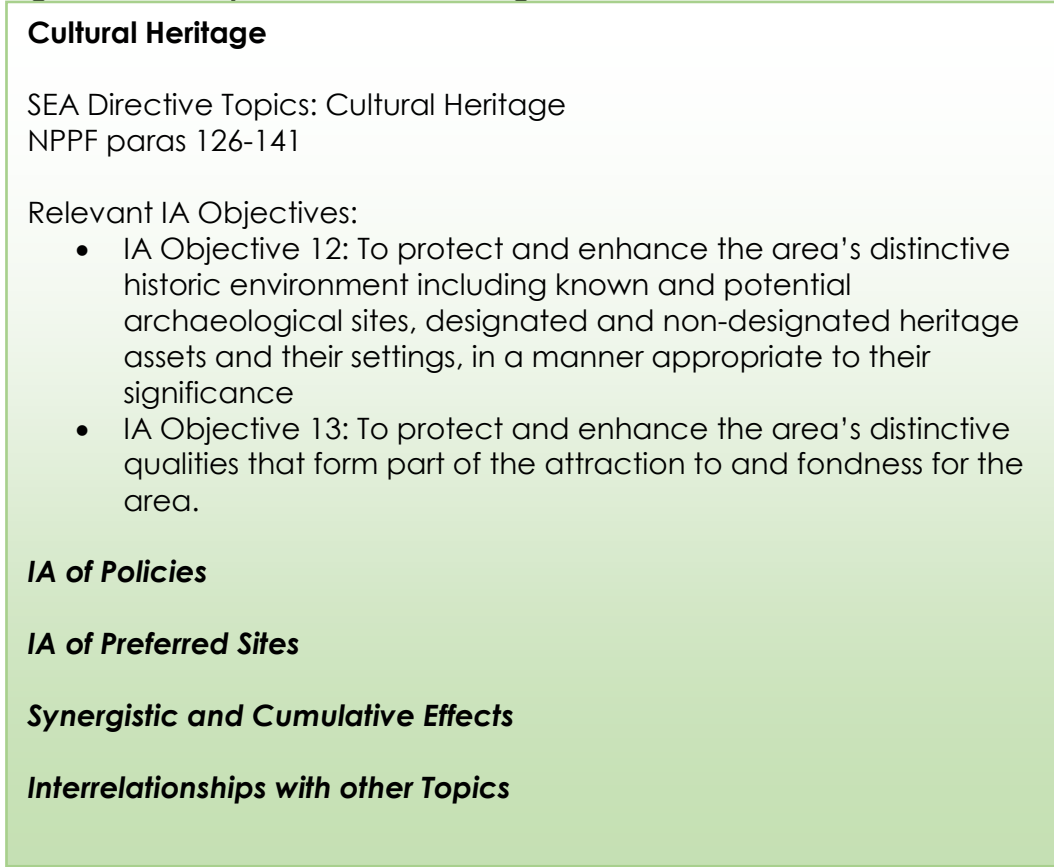 Cultural Heritage
SEA Directive Topics: Cultural Heritage
NPPF paras 126-141
Relevant IA Objectives:
• IA Objective 12: To protect and enhance the area’s distinctive
historic environment including known and potential
archaeological sites, designated and non-designated heritage
assets and their settings, in a manner appropriate to their
significance
• IA Objective 13: To protect and enhance the area’s distinctive
qualities that form part of the attraction to and fondness for the
area.
IA of Policies
IA of Preferred Sites
Synergistic and Cumulative Effects
Interrelationships with other Topics